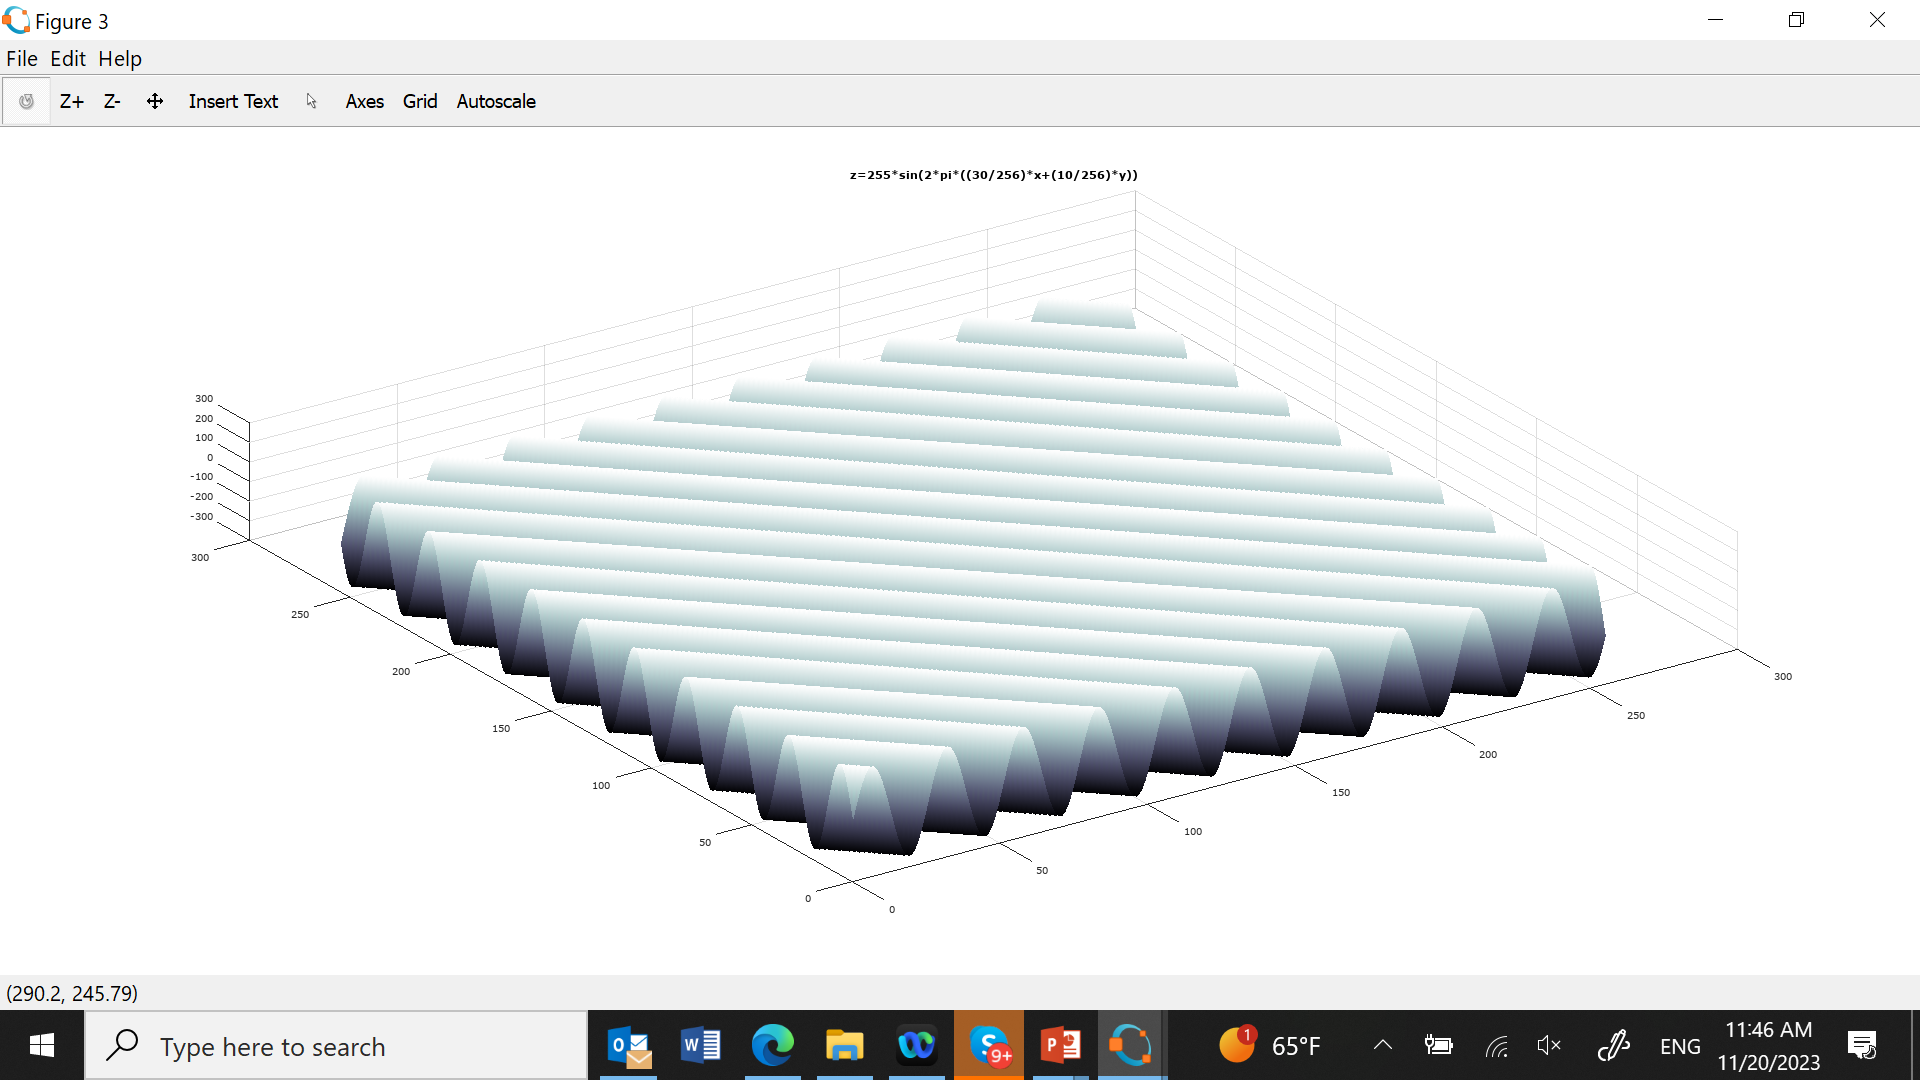 Figure 3
File Edit Help
Z+ Z- Insert Text Axes Grid Autoscale
z=255*sin(2*pi*((30/256)*x+(10/256)*y))
300
200
100
0
-100
-200
-300
300
250
200
150
100
50
0
0
50
100
150
200
250
300
(290.2, 245.79)
Type here to search
O
W
S 9+
P
1
65°F
ENG
11:46 AM
11/20/2023